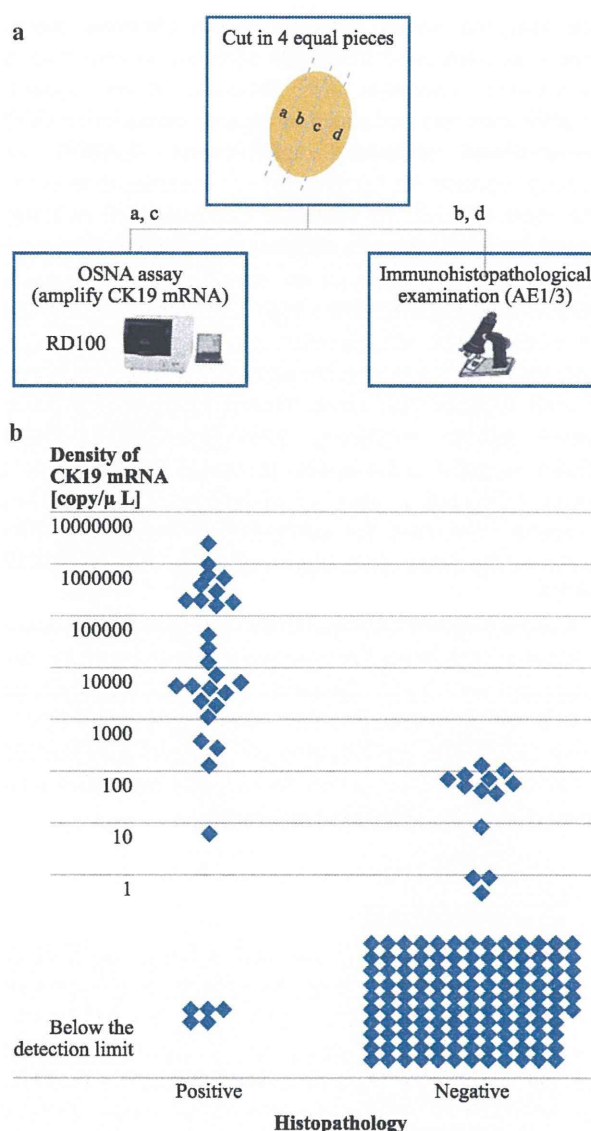 a
Cut in 4 equal pieces
a b c d
a, c
b, d
OSNA assay
(amplify CK19 mRNA)
RD100
Immunohistopathological
examination (AE1/3)
b
Density of
CK19 mRNA
[copy/µ L]
10000000
1000000
100000
10000
1000
100
10
1
Below the
detection limit
Positive
Negative
Histopathology